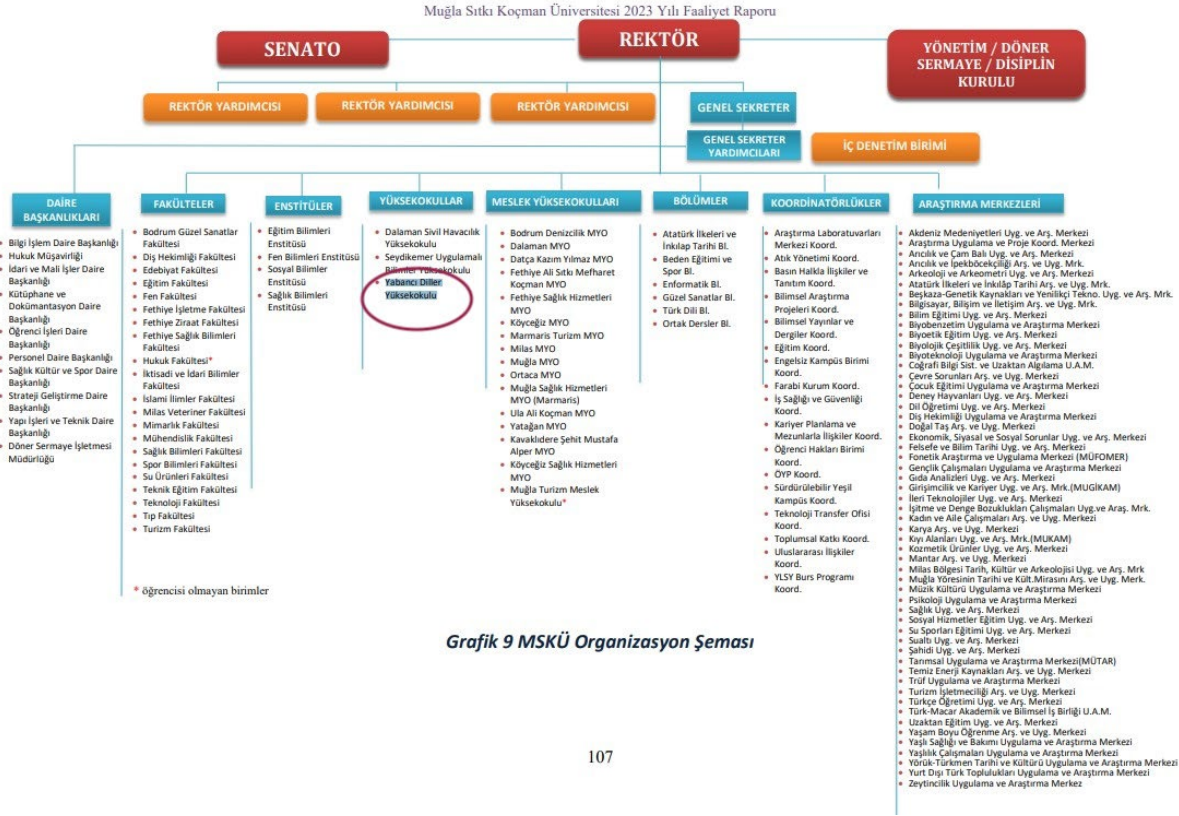 Muğla Sıtkı Koçman Üniversitesi 2023 Yılı Faaliyet Raporu
SENATO
REKTÖR
YÖNETİM / DÖNER
SERMAYE / DİSİPLİN
KURULU
REKTÖR YARDIMCISI
REKTÖR YARDIMCISI
REKTÖR YARDIMCISI
GENEL SEKRETER
GENEL SEKRETER
YARDIMCILARI
İÇ DENETİM BİRİMİ
DAİRE
BAŞKANLIKLARI
• Bilgi İşlem Daire Başkanlığı
• Hukuk Müşavirliği
• İdari ve Mali İşler Daire
Başkanlığı
• Kütüphane ve
Dokümantasyon Daire
Başkanlığı
• Öğrenci İşleri Daire
Başkanlığı
• Personel Daire Başkanlığı
• Sağlık Kültür ve Spor Daire
Başkanlığı
• Strateji Geliştirme Daire
Başkanlığı
• Yapı İşleri ve Teknik Daire
Başkanlığı
• Döner Sermaye İşletmesi
Müdürlüğü
FAKÜLTELER
• Bodrum Güzel Sanatlar
Fakültesi
• Diş Hekimliği Fakültesi
• Edebiyat Fakültesi
• Eğitim Fakültesi
• Fen Fakültesi
• Fethiye İşletme Fakültesi
• Fethiye Ziraat Fakültesi
• Fethiye Sağlık Bilimleri
Fakültesi
• Hukuk Fakültesi*
• İktisadi ve İdari Bilimler
Fakültesi
• İslami İlimler Fakültesi
• Milas Veteriner Fakültesi
• Mimarlık Fakültesi
• Mühendislik Fakültesi
• Sağlık Bilimleri Fakültesi
• Spor Bilimleri Fakültesi
• Su Ürünleri Fakültesi
• Teknik Eğitim Fakültesi
• Teknoloji Fakültesi
• Tıp Fakültesi
• Turizm Fakültesi
* öğrencisi olmayan birimler
ENSTİTÜLER
• Eğitim Bilimleri
Enstitüsü
• Fen Bilimleri Enstitüsü
• Sosyal Bilimler
Enstitüsü
• Sağlık Bilimleri
Enstitüsü
YÜKSEKOKULLAR
• Dalaman Sivil Havacılık
Yüksekokulu
• Seydikemer Uygulamalı
Bilimler Yüksekokulu
• Yabancı Diller
Yüksekokulu
MESLEK YÜKSEKOKULLARI
• Bodrum Denizcilik MYO
• Dalaman MYO
• Datça Kazım Yılmaz MYO
• Fethiye Ali Sıtkı Mefharet
Koçman MYO
• Fethiye Sağlık Hizmetleri
MYO
• Köyceğiz MYO
• Marmaris Turizm MYO
• Milas MYO
• Muğla MYO
• Ortaca MYO
• Muğla Sağlık Hizmetleri
MYO (Marmaris)
• Ula Ali Koçman MYO
• Yatağan MYO
• Kavaklıdere Şehit Mustafa
Alper MYO
• Köyceğiz Sağlık Hizmetleri
MYO
• Muğla Turizm Meslek
Yüksekokulu*
BÖLÜMLER
• Atatürk İlkeleri ve
İnkılap Tarihi Bl.
• Beden Eğitimi ve
Spor Bl.
• Enformatik Bl.
• Güzel Sanatlar Bl.
• Türk Dili Bl.
• Ortak Dersler Bl.
KOORDİNATÖRLÜKLER
• Araştırma Laboratuvarları
Merkezi Koord.
• Atık Yönetimi Koord.
• Basın Halkla İlişkiler ve
Tanıtım Koord.
• Bilimsel Araştırma
Projeleri Koord.
• Bilimsel Yayınlar ve
Dergiler Koord.
• Eğitim Koord.
• Engelsiz Kampüs Birimi
Koord.
• Farabi Kurum Koord.
• İş Sağlığı ve Güvenliği
Koord.
• Kariyer Planlama ve
Mezunlarla İlişkiler Koord.
• Öğrenci Hakları Birimi
Koord.
• ÖYP Koord.
• Sürdürülebilir Yeşil
Kampüs Koord.
• Teknoloji Transfer Ofisi
Koord.
• Toplumsal Katkı Koord.
• Uluslararası İlişkiler
Koord.
• YLSY Burs Programı
Koord.
ARAŞTIRMA MERKEZLERİ
• Akdeniz Medeniyetleri Uyg. ve Arş. Merkezi
• Araştırma Uygulama ve Proje Koord. Merkezi
• Arıcılık ve Çam Balı Uyg. ve Arş. Merkezi
• Arıcılık ve İpekböcekçiliği Arş. ve Uyg. Mrk.
• Arkeoloji ve Arkeometri Uyg. ve Arş. Merkezi
• Atatürk İlkeleri ve İnkılâp Tarihi Arş. ve Uyg. Mrk.
• Beşkaza-Genetik Kaynakları ve Yenilikçi Tekno. Uyg. ve Arş. Mrk.
• Bilgisayar, Bilişim ve İletişim Arş. ve Uyg. Mrk.
• Bilim Eğitimi Uyg. ve Arş. Merkezi
• Biyobenzetim Uygulama ve Araştırma Merkezi
• Biyoetik Eğitim Uyg. ve Arş. Merkezi
• Biyolojik Çeşitlilik Uyg. ve Arş. Merkezi
• Biyoteknoloji Uygulama ve Araştırma Merkezi
• Coğrafi Bilgi Sist. ve Uzaktan Algılama U.A.M.
• Çevre Sorunları Arş. ve Uyg. Merkezi
• Çocuk Eğitimi Uygulama ve Araştırma Merkezi
• Deney Hayvanları Uyg. ve Arş. Merkezi
• Dil Öğretimi Uyg. ve Arş. Merkezi
• Diş Hekimliği Uygulama ve Araştırma Merkezi
• Doğal Taş Arş. ve Uyg. Merkezi
• Ekonomik, Siyasal ve Sosyal Sorunlar Uyg. ve Arş. Merkezi
• Felsefe ve Bilim Tarihi Uyg. ve Arş. Merkezi
• Fonetik Araştırma ve Uygulama Merkezi (MÜFOMER)
• Gençlik Çalışmaları Uygulama ve Araştırma Merkezi
• Gıda Analizleri Uyg. ve Arş. Merkezi
• Girişimcilik ve Kariyer Uyg. ve Arş. Mrk.(MUGİKAM)
• İleri Teknolojiler Uyg. ve Arş. Merkezi
• İşitme ve Denge Bozuklukları Çalışmaları Uyg.ve Araş. Mrk.
• Kadın ve Aile Çalışmaları Arş. ve Uyg. Merkezi
• Karya Arş. ve Uyg. Merkezi
• Kıyı Alanları Uyg. ve Arş. Mrk.(MUKAM)
• Kozmetik Ürünler Uyg. ve Arş. Merkezi
• Mantar Arş. ve Uyg. Merkezi
• Milas Bölgesi Tarih, Kültür ve Arkeolojisi Uyg. ve Arş. Mrk
• Muğla Yöresinin Tarihi ve Kült.Mirasını Arş. ve Uyg. Merk.
• Müzik Kültürü Uygulama ve Araştırma Merkezi
• Psikoloji Uygulama ve Araştırma Merkezi
• Sağlık Uyg. ve Arş. Merkezi
• Sosyal Hizmetler Eğitim Uyg. ve Arş. Merkezi
• Su Sporları Eğitimi Uyg. ve Arş. Merkezi
• Sualtı Uyg. ve Arş. Merkezi
• Şahidi Uyg. ve Arş. Merkezi
• Tarımsal Uygulama ve Araştırma Merkezi(MÜTAR)
• Temiz Enerji Kaynakları Arş. ve Uyg. Merkezi
• Trüf Uygulama ve Araştırma Merkezi
• Turizm İşletmeciliği Arş. ve Uyg. Merkezi
• Türkçe Öğretimi Uyg. ve Arş. Merkezi
• Türk-Macar Akademik ve Bilimsel İş Birliği U.A.M.
• Uzaktan Eğitim Uyg. ve Arş. Merkezi
• Yaşam Boyu Öğrenme Arş. ve Uyg. Merkezi
• Yaşlı Sağlığı ve Bakımı Uygulama ve Araştırma Merkezi
• Yaşlılık Çalışmaları Uygulama ve Araştırma Merkezi
• Yörük-Türkmen Tarihi ve Kültürü Uygulama ve Araştırma Merkezi
• Yurt Dışı Türk Toplulukları Uygulama ve Araştırma Merkezi
• Zeytincilik Uygulama ve Araştırma Merkez
Grafik 9 MSKÜ Organizasyon Şeması
107